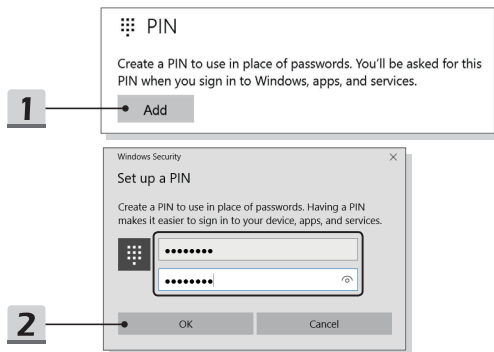 PIN
Create a PIN to use in place of passwords. You'll be asked for this
PIN when you sign in to Windows, apps, and services.
1
Add
Windows Security
Set up a PIN
Create a PIN to use in place of passwords. Having a PIN
makes it easier to sign in to your device, apps, and services.
••••••••
••••••••
2
OK Cancel